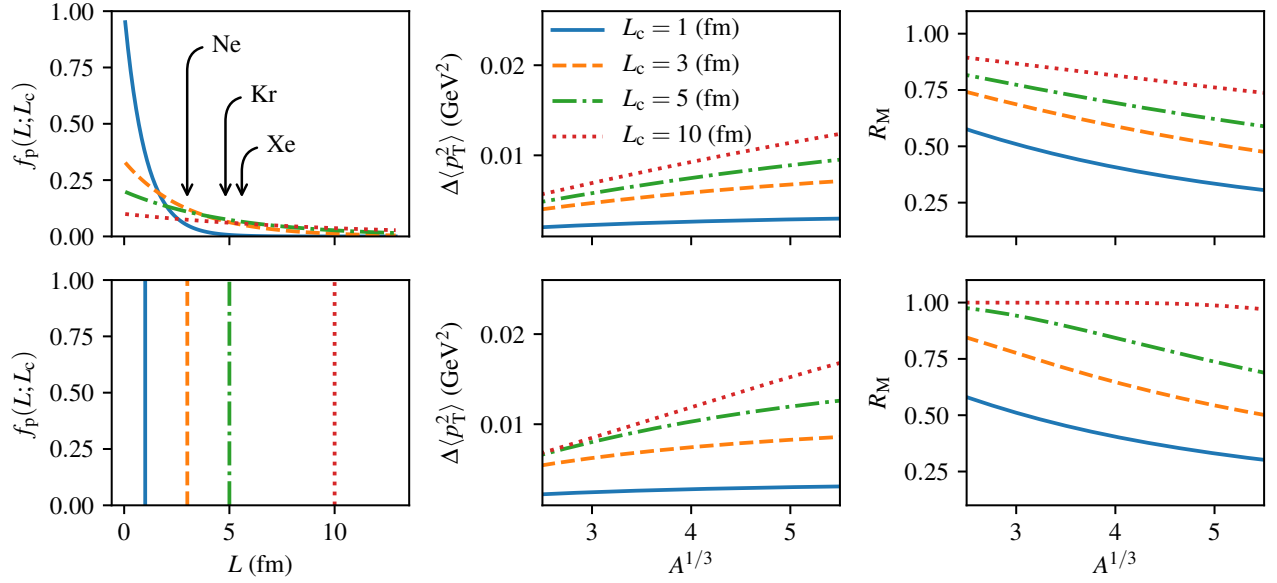 1.00
0.75
0.50
0.25
0.00
f_p(L;L_c)
Ne
Kr
Xe
0.02
0.01
Δ⟨p_T^2⟩ (GeV^2)
L_c = 1 (fm)
L_c = 3 (fm)
L_c = 5 (fm)
L_c = 10 (fm)
1.00
0.75
0.50
0.25
R_M
1.00
0.75
0.50
0.25
0.00
f_p(L;L_c)
0 5 10
L (fm)
0.02
0.01
Δ⟨p_T^2⟩ (GeV^2)
3 4 5
A^{1/3}
1.00
0.75
0.50
0.25
R_M
3 4 5
A^{1/3}